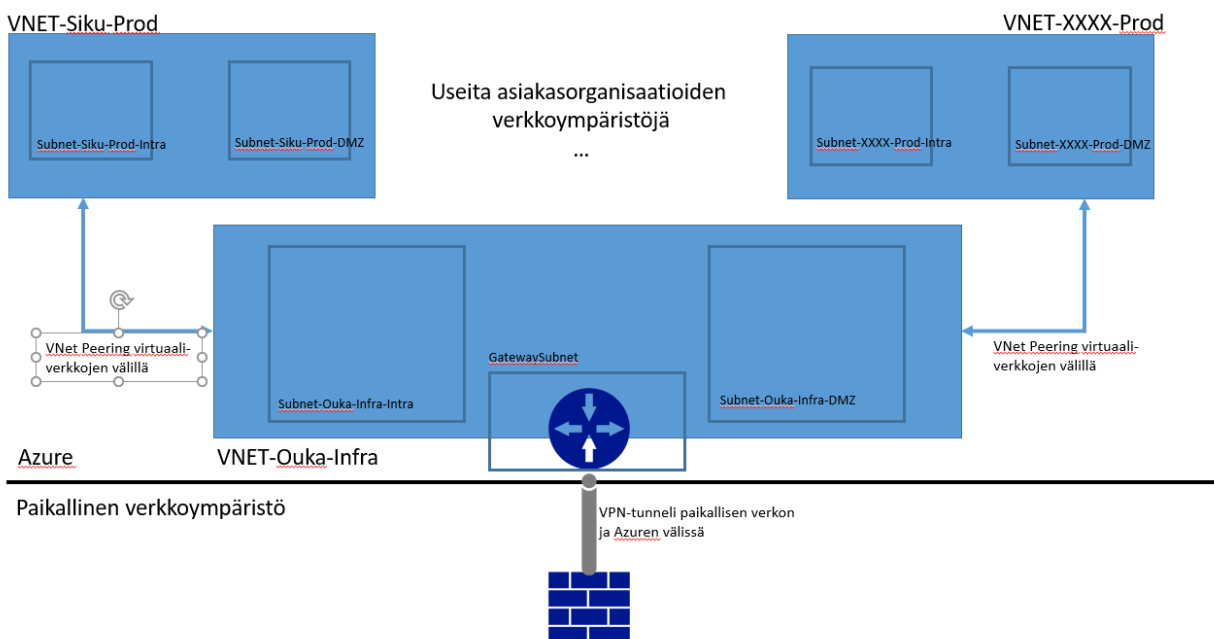 VNET-Siku-Prod
VNET-XXXX-Prod
Subnet-Siku-Prod-Intra
Subnet-Siku-Prod-DMZ
Useita asiakasorganisaatioiden
verkkoympäristöjä
...
Subnet-XXXX-Prod-Intra
Subnet-XXXX-Prod-DMZ
VNet Peering virtuaali-
verkkojen välillä
GatewaySubnet
Subnet-Ouka-Infra-Intra
Subnet-Ouka-Infra-DMZ
VNet Peering virtuaali-
verkkojen välillä
Azure
VNET-Ouka-Infra
Paikallinen verkkoympäristö
VPN-tunneli paikallisen verkon
ja Azuren välissä